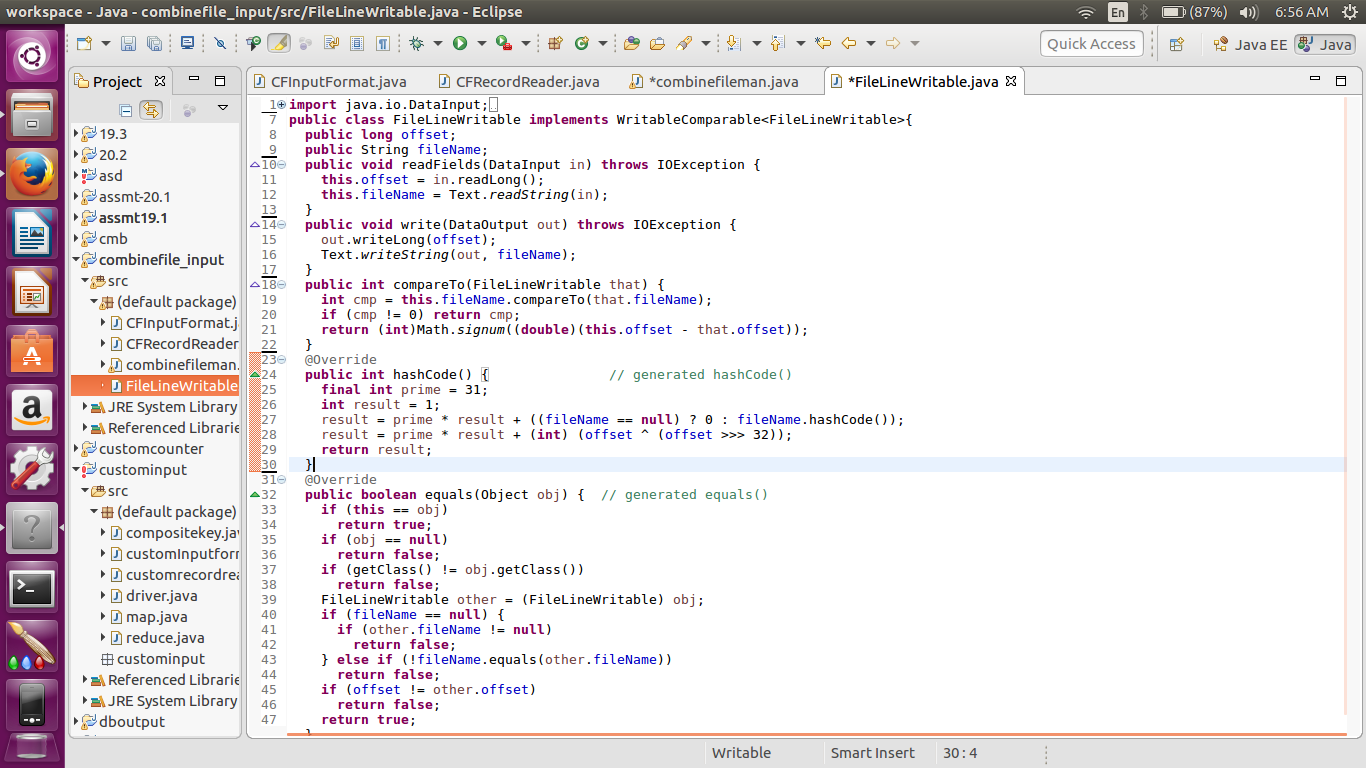 workspace - Java - combinefile_input/src/FileLineWritable.java - Eclipse
En
(87%)
6:56 AM
Quick Access
Java EE
Java
Project
CFInputFormat.java
CFRecordReader.java
*combinefileman.java
*FileLineWritable.java
19.3
20.2
asd
assmt-20.1
assmt19.1
cmb
combinefile_input
src
(default package)
CFInputFormat.j
CFRecordReader
combinefileman.
FileLineWritable
JRE System Library
Referenced Librarie
customcounter
custominput
src
(default package)
compositekey.jav
customInputforr
customrecordrea
driver.java
map.java
reduce.java
custominput
Referenced Librarie
JRE System Library
dboutput
1 import java.io.DataInput;
7 public class FileLineWritable implements WritableComparable<FileLineWritable>{
8 public long offset;
9 public String fileName;
10 public void readFields(DataInput in) throws IOException {
11 this.offset = in.readLong();
12 this.fileName = Text.readString(in);
13 }
14 public void write(DataOutput out) throws IOException {
15 out.writeLong(offset);
16 Text.writeString(out, fileName);
17 }
18 public int compareTo(FileLineWritable that) {
19 int cmp = this.fileName.compareTo(that.fileName);
20 if (cmp != 0) return cmp;
21 return (int)Math.signum((double)(this.offset - that.offset));
22 }
23 @Override
24 public int hashCode() { // generated hashCode()
25 final int prime = 31;
26 int result = 1;
27 result = prime * result + ((fileName == null) ? 0 : fileName.hashCode());
28 result = prime * result + (int) (offset ^ (offset >>> 32));
29 return result;
30 }
31 @Override
32 public boolean equals(Object obj) { // generated equals()
33 if (this == obj)
34 return true;
35 if (obj == null)
36 return false;
37 if (getClass() != obj.getClass())
38 return false;
39 FileLineWritable other = (FileLineWritable) obj;
40 if (fileName == null) {
41 if (other.fileName != null)
42 return false;
43 } else if (!fileName.equals(other.fileName))
44 return false;
45 if (offset != other.offset)
46 return false;
47 return true;
}
Writable
Smart Insert
30 : 4